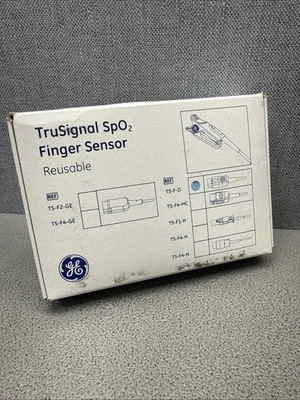 TruSignal SpO₂
Finger Sensor
Reusable
REF
TS-F2-GE
TS-F4-GE
REF
TS-F-D
TS-F4-MC
TS-F1-H
TS-F4-H
TS-F4-N
GE